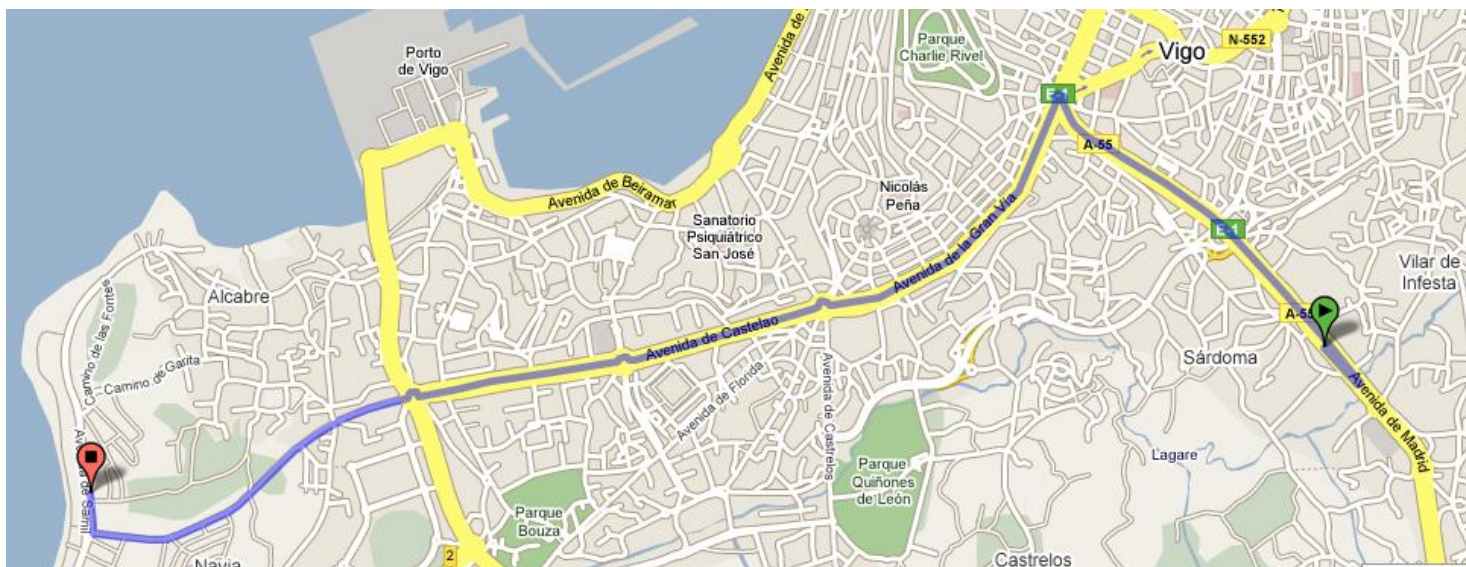 Porto
de Vigo
Avenida de
Parque
Charlie Rivel
Vigo
N-552
E-1
A-55
Avenida de Beiramar
Nicolás
Peña
Sanatorio
Psiquiátrico
San José
Avenida de la Gran Vía
E-1
Vilar de
Infesta
Alcabre
Camino de las Fontes
Camino de Garita
Avenida de Castelao
A-55
Sárdoma
Avenida de Florida
Avenida de Castrelos
Avenida de Madrid
de Samil
Parque
Quiñones
de León
Lagare
Parque
Bouza
2
Navia
Castrelos